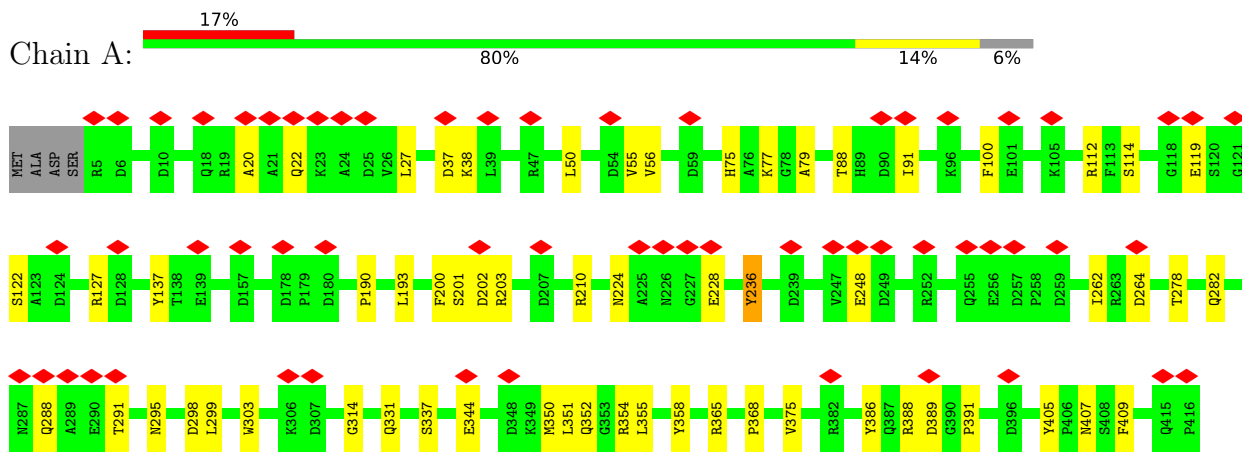 17%
Chain A:
80% 14% 6%
MET ALA ASP SER R5 D6 D10 Q18 R19 A20 A21 Q22 K23 A24 D25 V26 L27 D37 K38 L39 R47 L50 D54 V55 V56 D59 H75 A76 K77 G78 A79 T88 H89 D90 I91 K96 F100 E101 K105 R112 F113 S114 G118 E119 S120 G121
S122 A123 D124 R127 D128 Y137 T138 E139 D157 D178 P179 D180 P190 L193 F200 S201 D202 R203 D207 R210 N224 A225 N226 G227 E228 Y236 D239 V247 E248 D249 R252 Q255 E256 D257 P258 D259 I262 R263 D264 T278 Q282
N287 Q288 A289 E290 T291 N295 D298 L299 W303 K306 D307 G314 Q331 S337 E344 D348 K349 M350 L351 Q352 G353 R354 L355 Y358 R365 P368 V375 R382 Y386 Q387 R388 D389 G390 P391 D396 Y405 P406 N407 S408 F409 Q415 P416